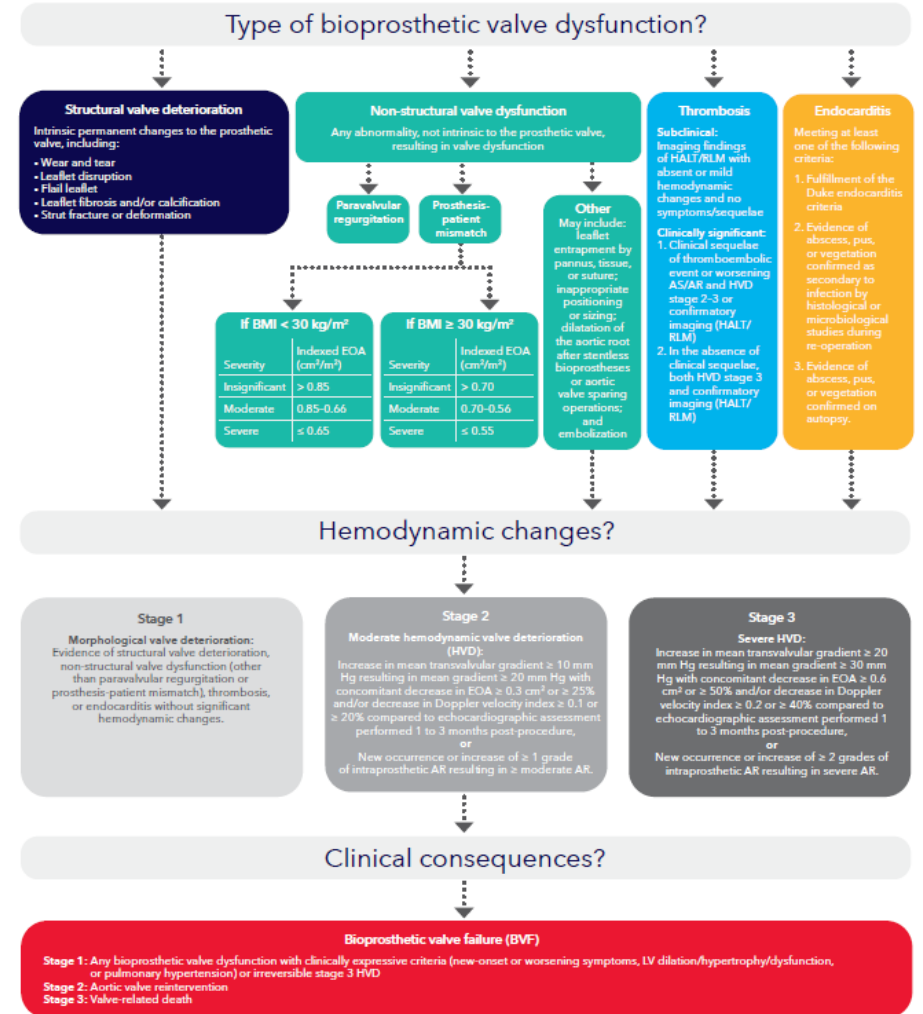 Type of bioprosthetic valve dysfunction?
Structural valve deterioration
Intrinsic permanent changes to the prosthetic
valve, including:
• Wear and tear
• Leaflet disruption
• Flail leaflet
• Leaflet fibrosis and/or calcification
• Strut fracture or deformation
Non-structural valve dysfunction
Any abnormality, not intrinsic to the prosthetic valve,
resulting in valve dysfunction
Paravalvular
regurgitation
Prosthesis-
patient
mismatch
If BMI < 30 kg/m²
Severity
Indexed EOA
(cm²/m²)
Insignificant > 0.85
Moderate 0.85-0.66
Severe ≤ 0.65
If BMI ≥ 30 kg/m²
Severity
Indexed EOA
(cm²/m²)
Insignificant > 0.70
Moderate 0.70-0.56
Severe ≤ 0.55
Other
May include:
leaflet
entrapment by
pannus, tissue,
or suture;
inappropriate
positioning
or sizing;
dilatation of
the aortic root
after stentless
bioprostheses
or aortic
valve sparing
operations;
and
embolization
Thrombosis
Subclinical:
Imaging findings
of HALT/RLM with
absent or mild
hemodynamic
changes and no
symptoms/sequelae
Clinically significant:
1. Clinical sequelae
of thromboembolic
event or worsening
AS/AR and HVD
stage 2-3 or
confirmatory
imaging (HALT/
RLM)
2. In the absence of
clinical sequelae,
both HVD stage 3
and confirmatory
imaging (HALT/
RLM)
Endocarditis
Meeting at least
one of the following
criteria:
1. Fulfillment of the
Duke endocarditis
criteria
2. Evidence of
abscess, pus,
or vegetation
confirmed as
secondary to
infection by
histological or
microbiological
studies during
re-operation
3. Evidence of
abscess, pus,
or vegetation
confirmed on
autopsy.
Hemodynamic changes?
Stage 1
Morphological valve deterioration:
Evidence of structural valve deterioration,
non-structural valve dysfunction (other
than paravalvular regurgitation or
prosthesis-patient mismatch), thrombosis,
or endocarditis without significant
hemodynamic changes.
Stage 2
Moderate hemodynamic valve deterioration
(HVD):
Increase in mean transvalvular gradient ≥ 10 mm
Hg resulting in mean gradient ≥ 20 mm Hg with
concomitant decrease in EOA ≥ 0.3 cm² or ≥ 25%
and/or decrease in Doppler velocity index ≥ 0.1 or
≥ 20% compared to echocardiographic assessment
performed 1 to 3 months post-procedure,
or
New occurrence or increase of ≥ 1 grade
of intraprosthetic AR resulting in ≥ moderate AR.
Stage 3
Severe HVD:
Increase in mean transvalvular gradient ≥ 20
mm Hg resulting in mean gradient ≥ 30
mm Hg with concomitant decrease in EOA ≥ 0.6
cm² or ≥ 50% and/or decrease in Doppler
velocity index ≥ 0.2 or ≥ 40% compared to
echocardiographic assessment performed 1
to 3 months post-procedure,
or
New occurrence or increase of ≥ 2 grades of
intraprosthetic AR resulting in severe AR.
Clinical consequences?
Bioprosthetic valve failure (BVF)
Stage 1: Any bioprosthetic valve dysfunction with clinically expressive criteria (new-onset or worsening symptoms, LV dilation/hypertrophy/dysfunction,
or pulmonary hypertension) or irreversible stage 3 HVD
Stage 2: Aortic valve reintervention
Stage 3: Valve-related death